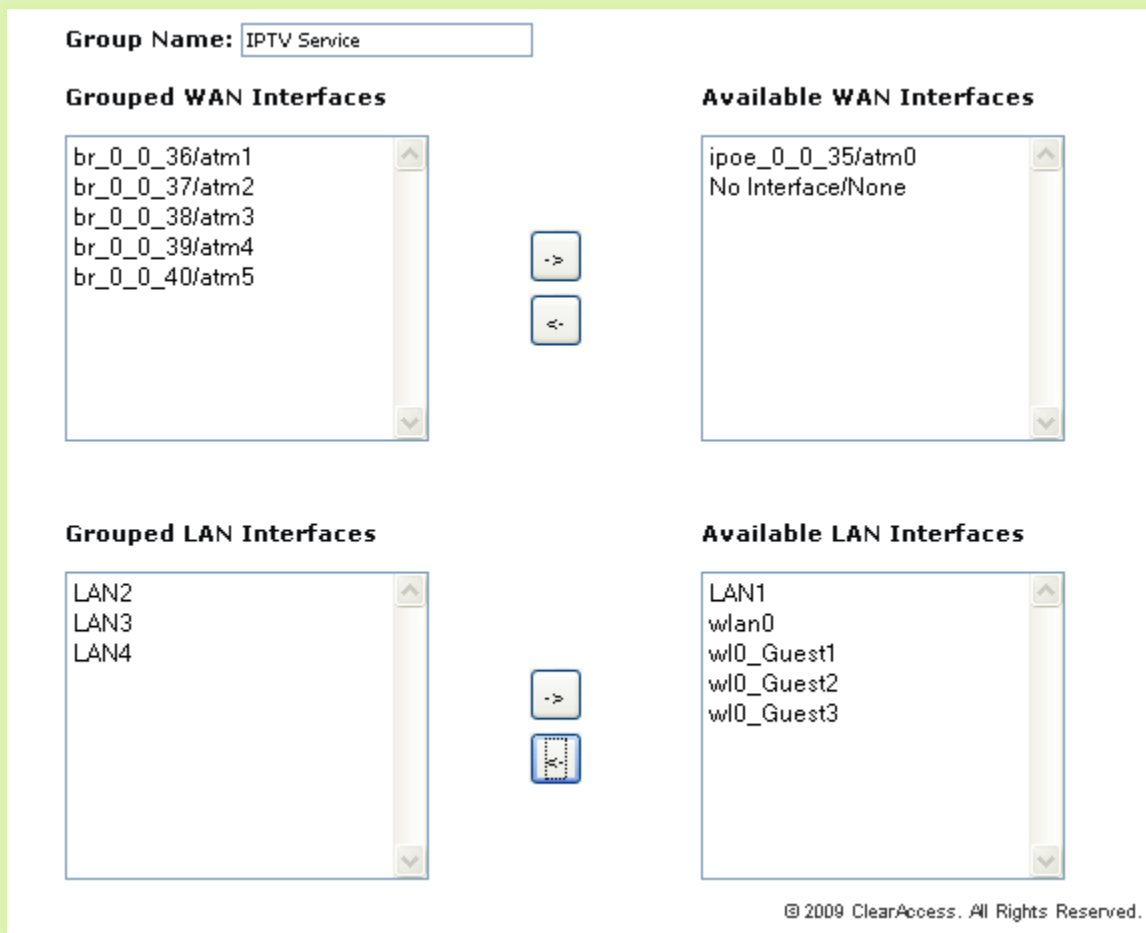 Group Name: IPTV Service
Grouped WAN Interfaces
br_0_0_36/atm1
br_0_0_37/atm2
br_0_0_38/atm3
br_0_0_39/atm4
br_0_0_40/atm5
->
<-
Available WAN Interfaces
ipoe_0_0_35/atm0
No Interface/None
Grouped LAN Interfaces
LAN2
LAN3
LAN4
->
<-
Available LAN Interfaces
LAN1
wlan0
wl0_Guest1
wl0_Guest2
wl0_Guest3
© 2009 ClearAccess. All Rights Reserved.